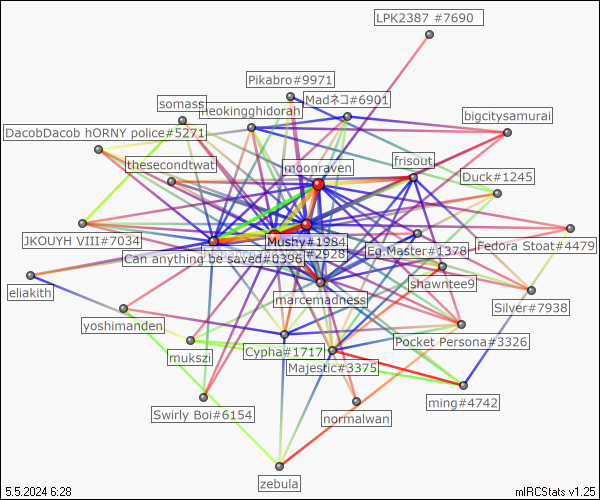 LPK2387 #7690
Pikabro#9971
Madネコ#6901
somass
neokingghidorah
bigcitysamurai
DacobDacob hORNY police#5271
thesecondtwat
moonraven
frisout
Duck#1245
JKOUYH VIII#7034
Mushy#1984
Eg.Master#1378
Fedora Stoat#4479
#2928
Can anything be saved#0396
shawntee9
eliakith
marcemadness
Silver#7938
yoshimanden
Pocket Persona#3326
mukszi
Cypha#1717
Majestic#3375
Swirly Boi#6154
ming#4742
normalwan
zebula
5.5.2024 6:28
mIRCStats v1.25